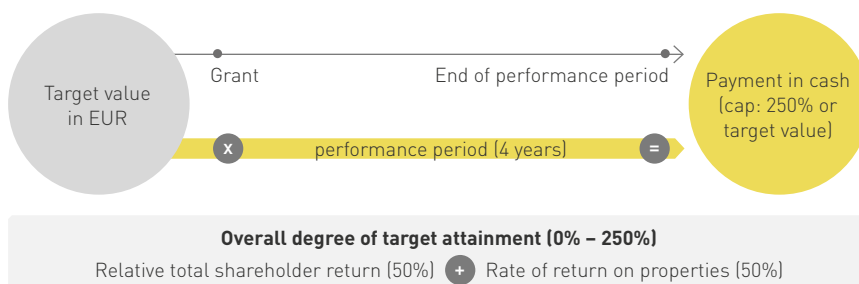 Target value
in EUR
Grant
End of performance period
Payment in cash
(cap: 250% or
target value)
x performance period (4 years) =
Overall degree of target attainment (0% – 250%)
Relative total shareholder return (50%) + Rate of return on properties (50%)